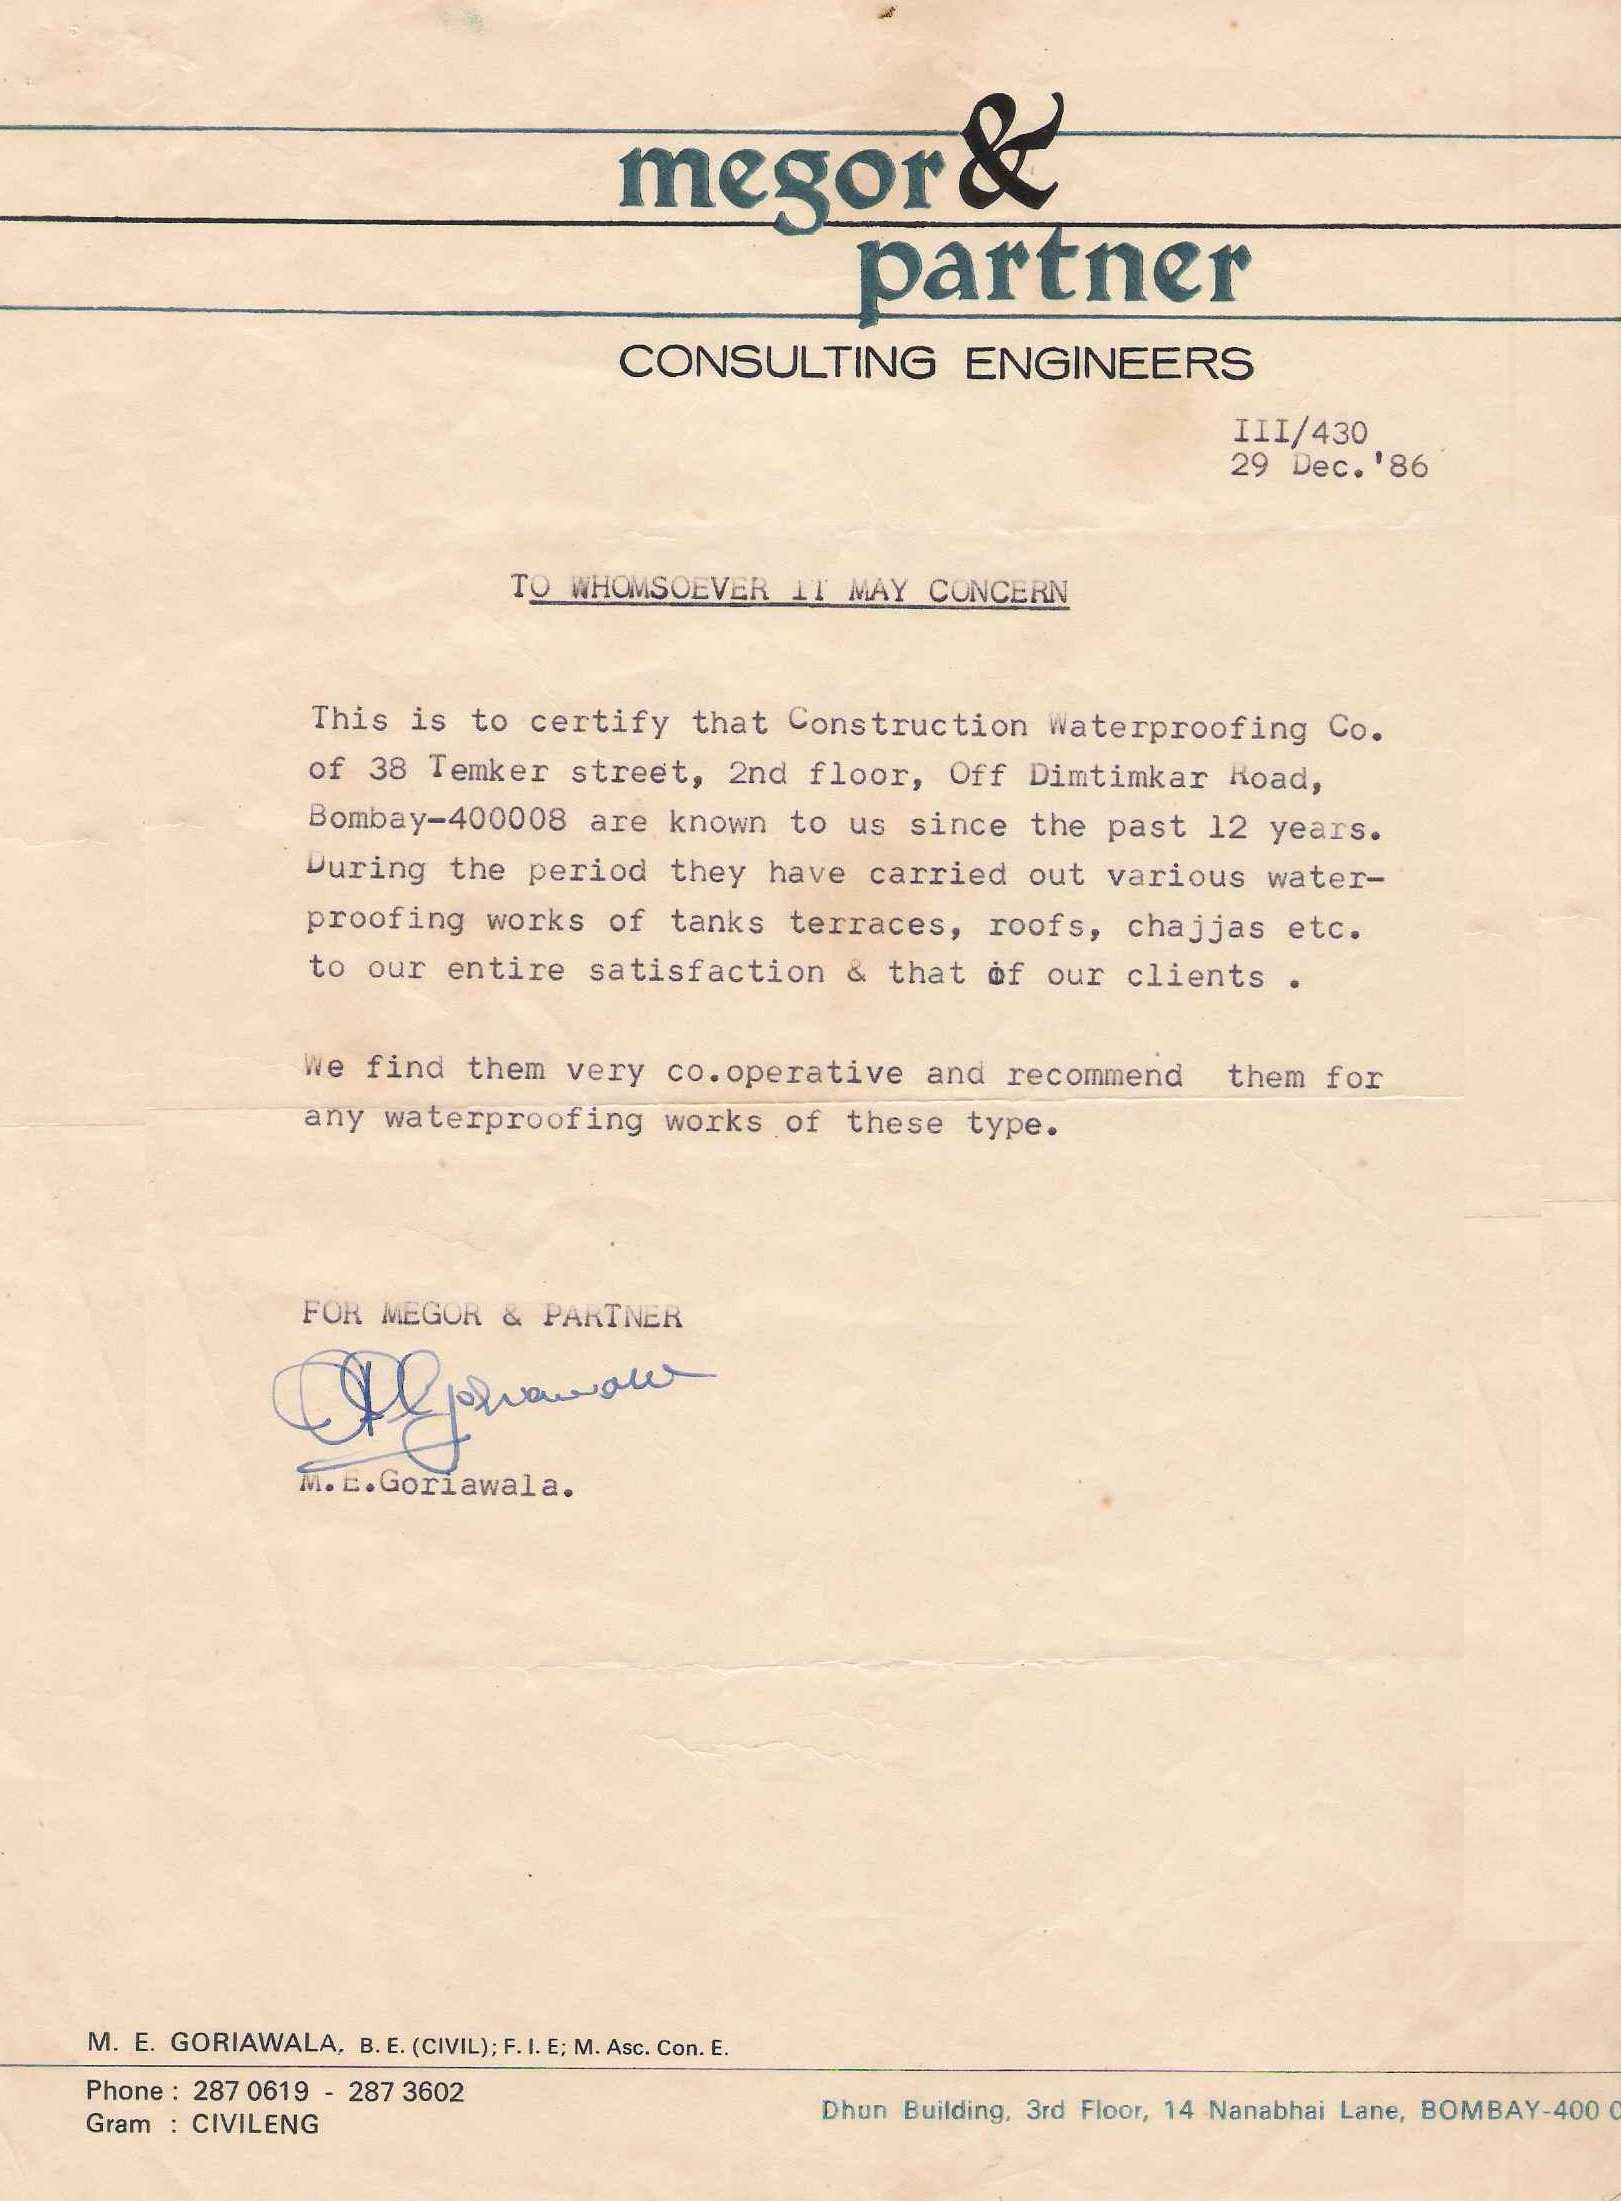 megor &
partner
CONSULTING ENGINEERS
III/430
29 Dec.'86
TO WHOMSOEVER IT MAY CONCERN
This is to certify that Construction Waterproofing Co.
of 38 Temker street, 2nd floor, Off Dimtimkar Road,
Bombay-400008 are known to us since the past 12 years.
During the period they have carried out various water-
proofing works of tanks terraces, roofs, chajjas etc.
to our entire satisfaction & that of our clients .
We find them very co.operative and recommend them for
any waterproofing works of these type.
FOR MEGOR & PARTNER
M.E.Goriawala.
M. E. GORIAWALA, B. E. (CIVIL); F. I. E; M. Asc. Con. E.
Phone : 287 0619 - 287 3602
Gram : CIVILENG
Dhun Building, 3rd Floor, 14 Nanabhai Lane, BOMBAY-400